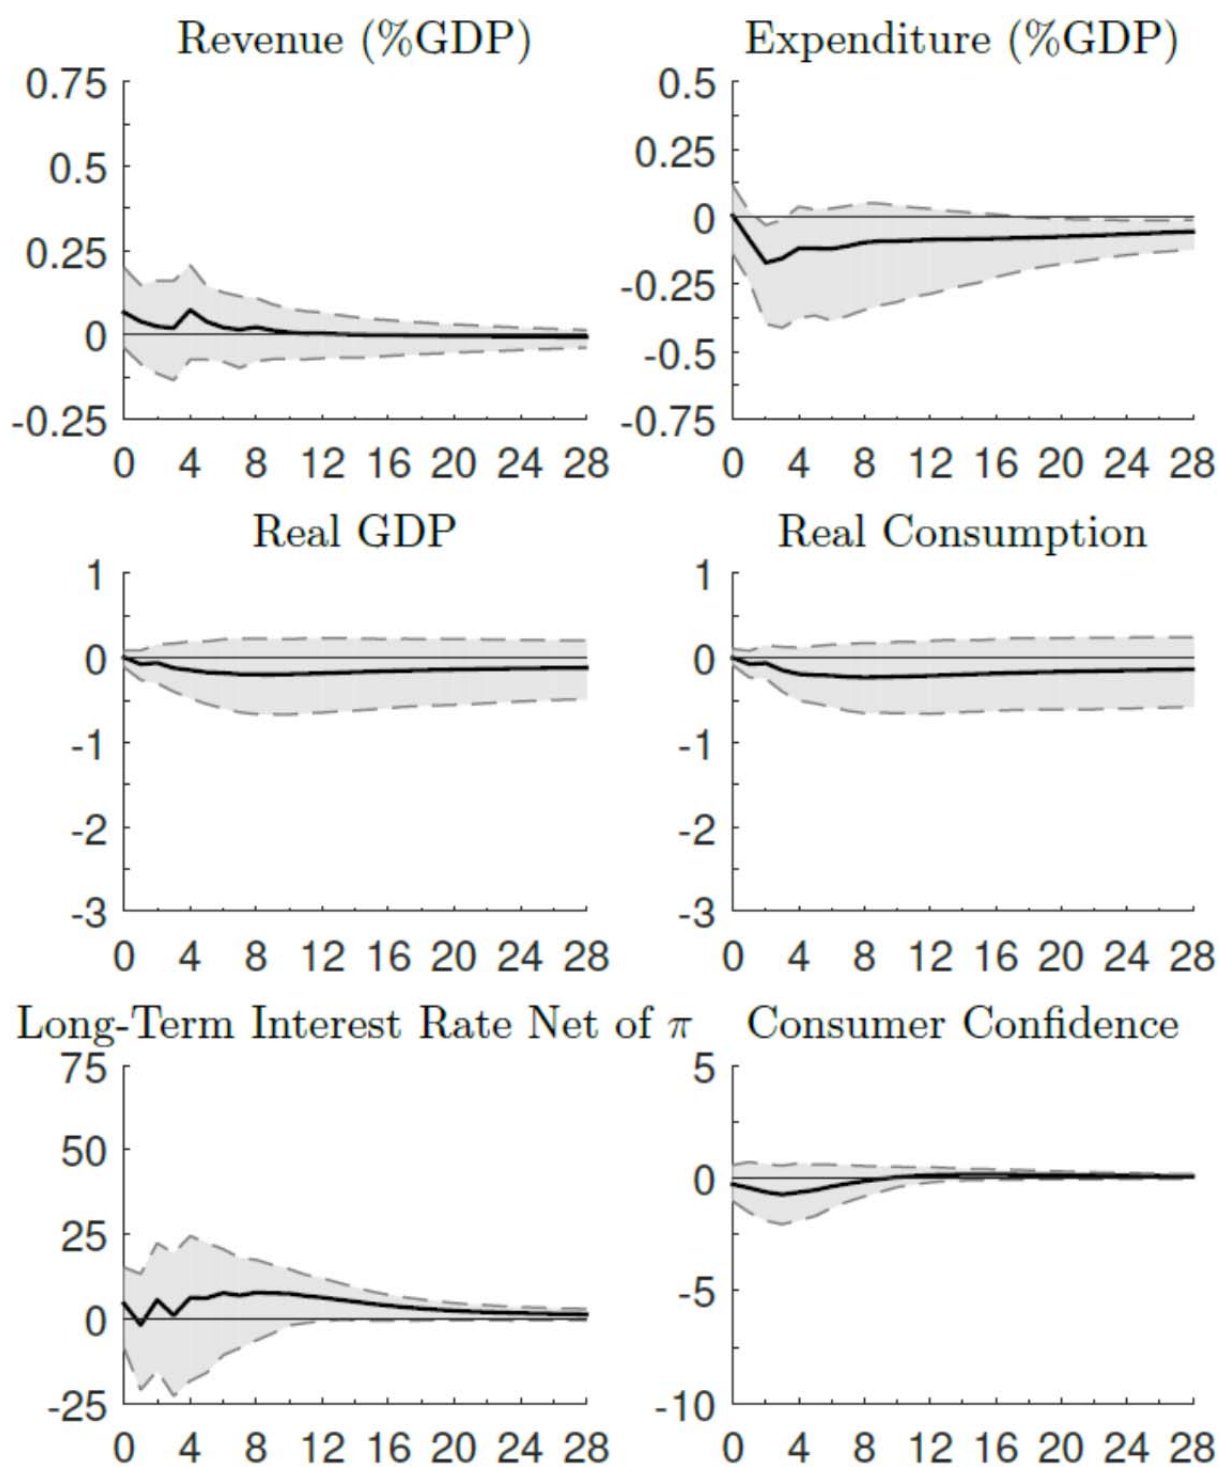 Revenue (%GDP)
0.75
0.5
0.25
0
-0.25
0 4 8 12 16 20 24 28
Expenditure (%GDP)
0.5
0.25
0
-0.25
-0.5
-0.75
0 4 8 12 16 20 24 28
Real GDP
1
0
-1
-2
-3
0 4 8 12 16 20 24 28
Real Consumption
1
0
-1
-2
-3
0 4 8 12 16 20 24 28
Long-Term Interest Rate Net of π
75
50
25
0
-25
0 4 8 12 16 20 24 28
Consumer Confidence
5
0
-5
-10
0 4 8 12 16 20 24 28